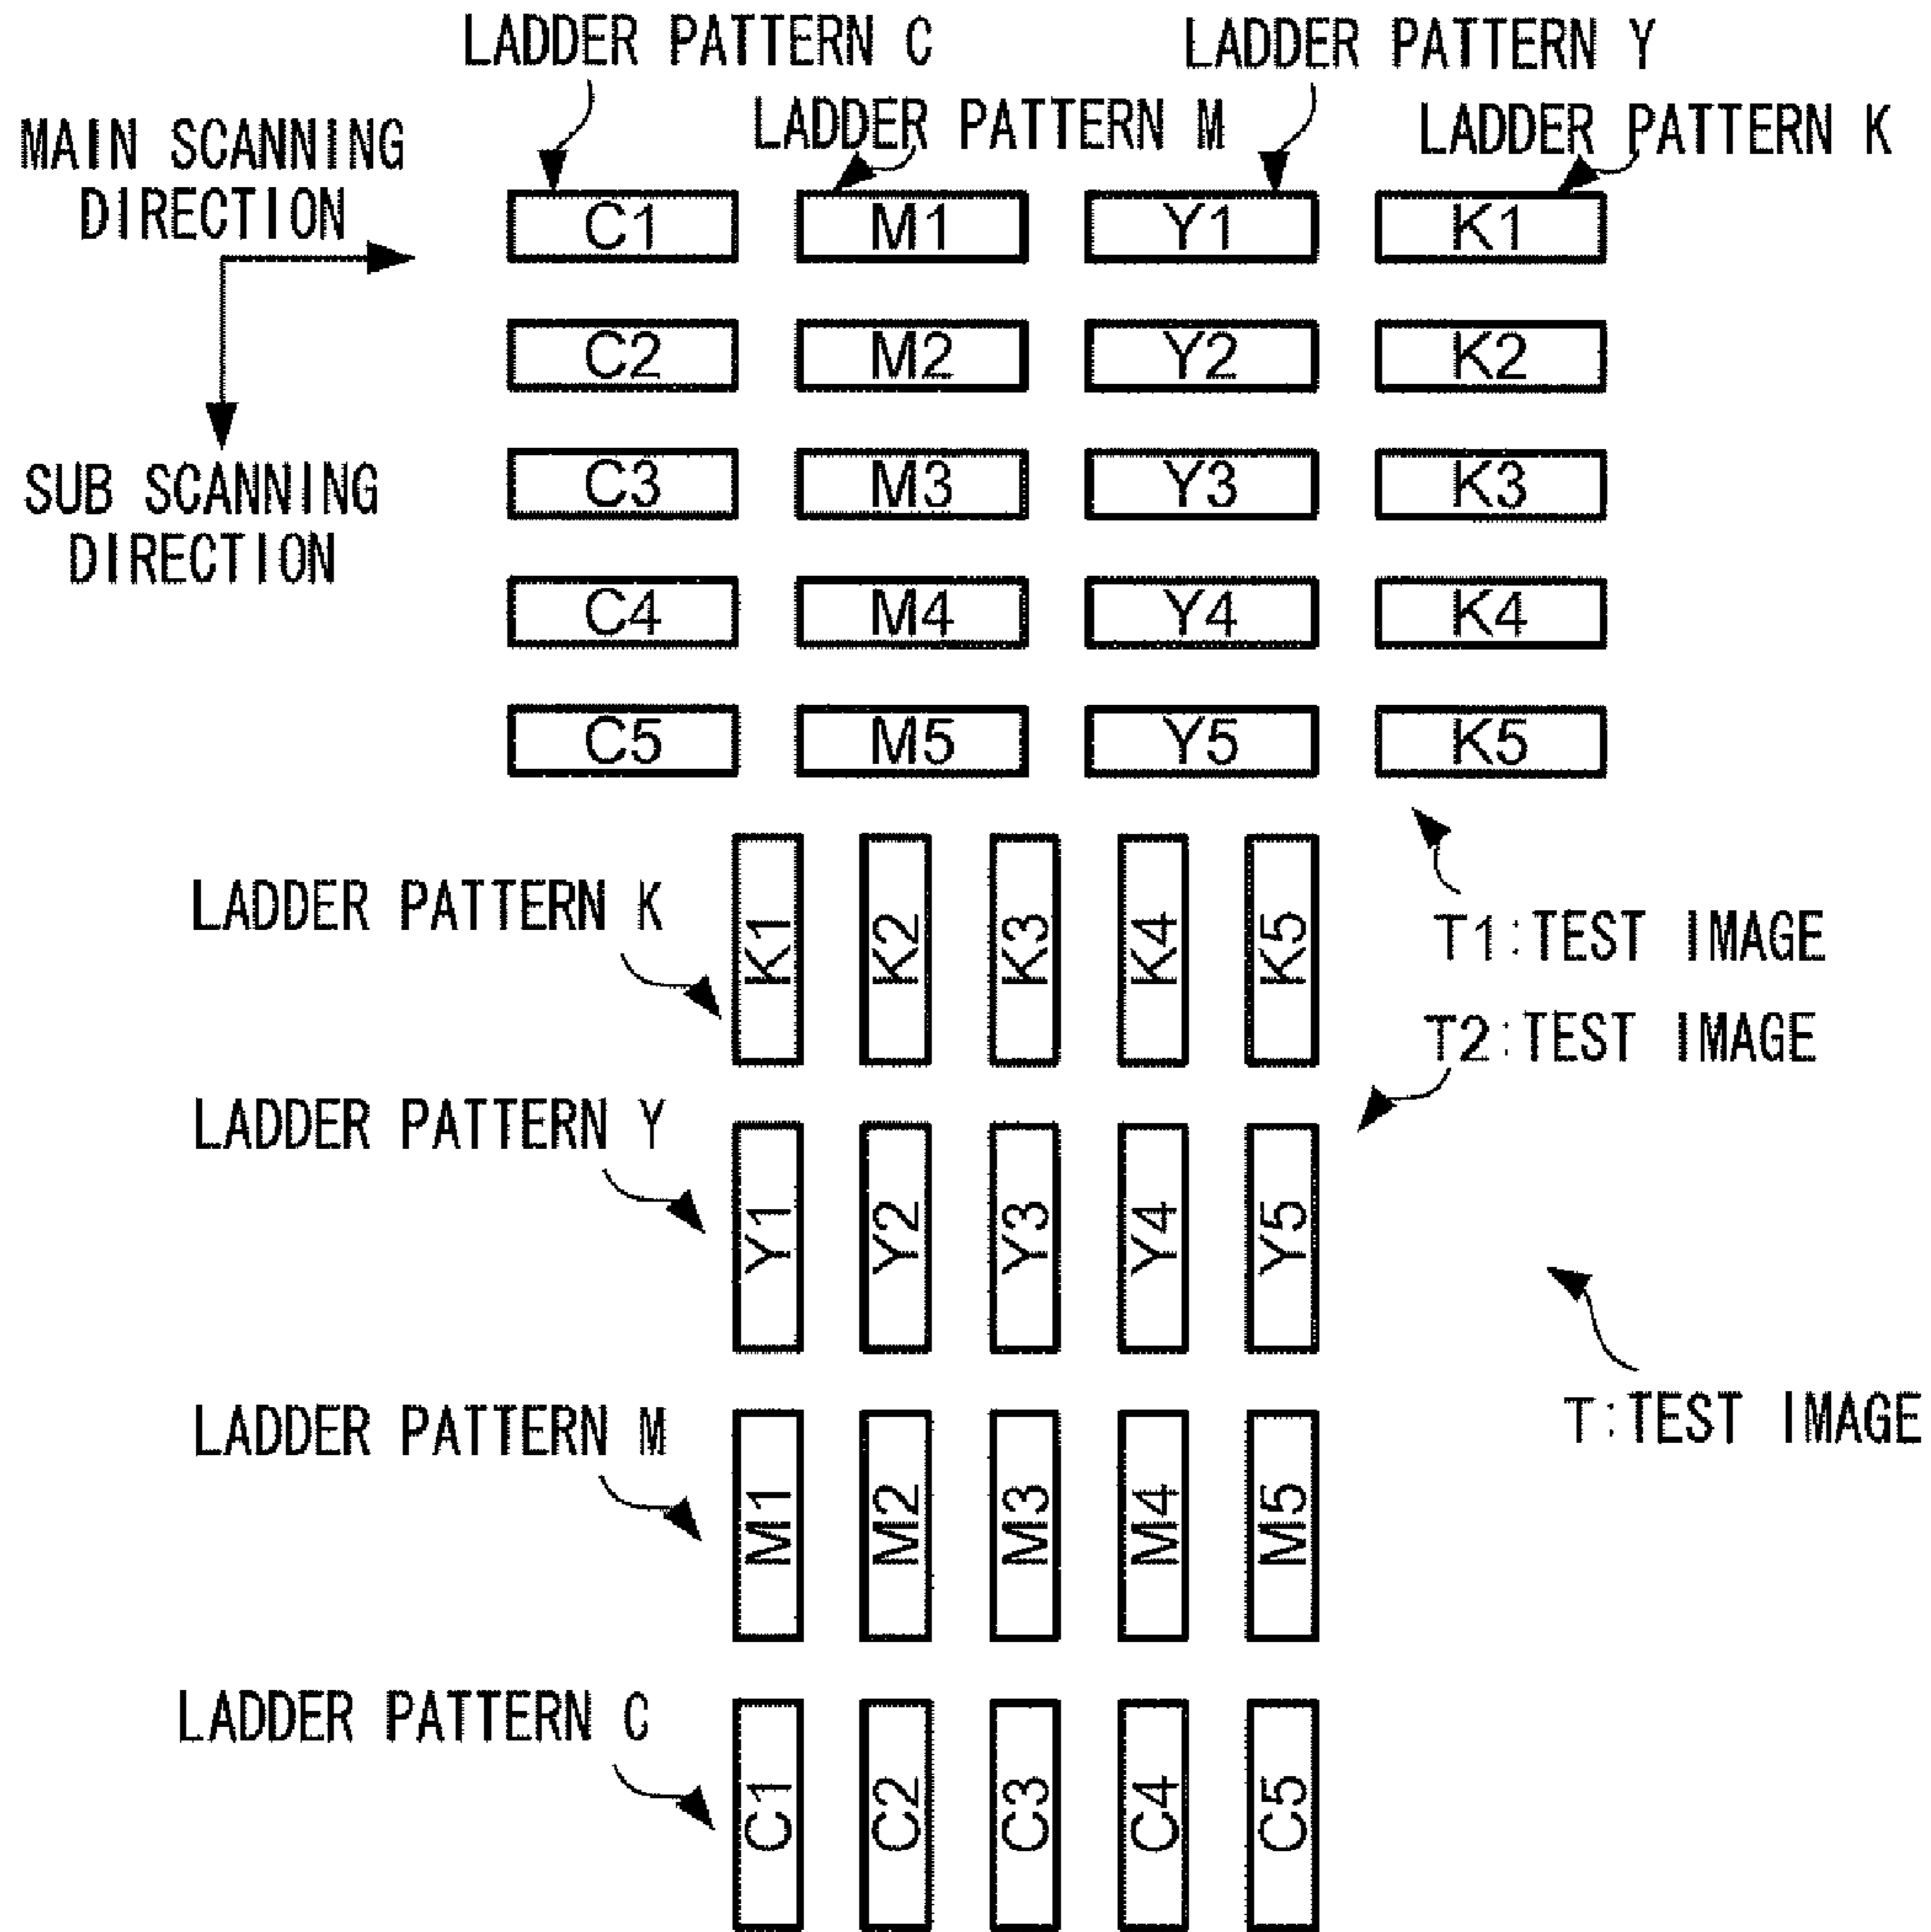 LADDER PATTERN C
LADDER PATTERN Y
LADDER PATTERN M
LADDER PATTERN K
MAIN SCANNING
DIRECTION
SUB SCANNING
DIRECTION
C1 M1 Y1 K1
C2 M2 Y2 K2
C3 M3 Y3 K3
C4 M4 Y4 K4
C5 M5 Y5 K5
LADDER PATTERN K
K1 K2 K3 K4 K5
T1:TEST IMAGE
T2:TEST IMAGE
LADDER PATTERN Y
Y1 Y2 Y3 Y4 Y5
T:TEST IMAGE
LADDER PATTERN M
M1 M2 M3 M4 M5
LADDER PATTERN C
C1 C2 C3 C4 C5